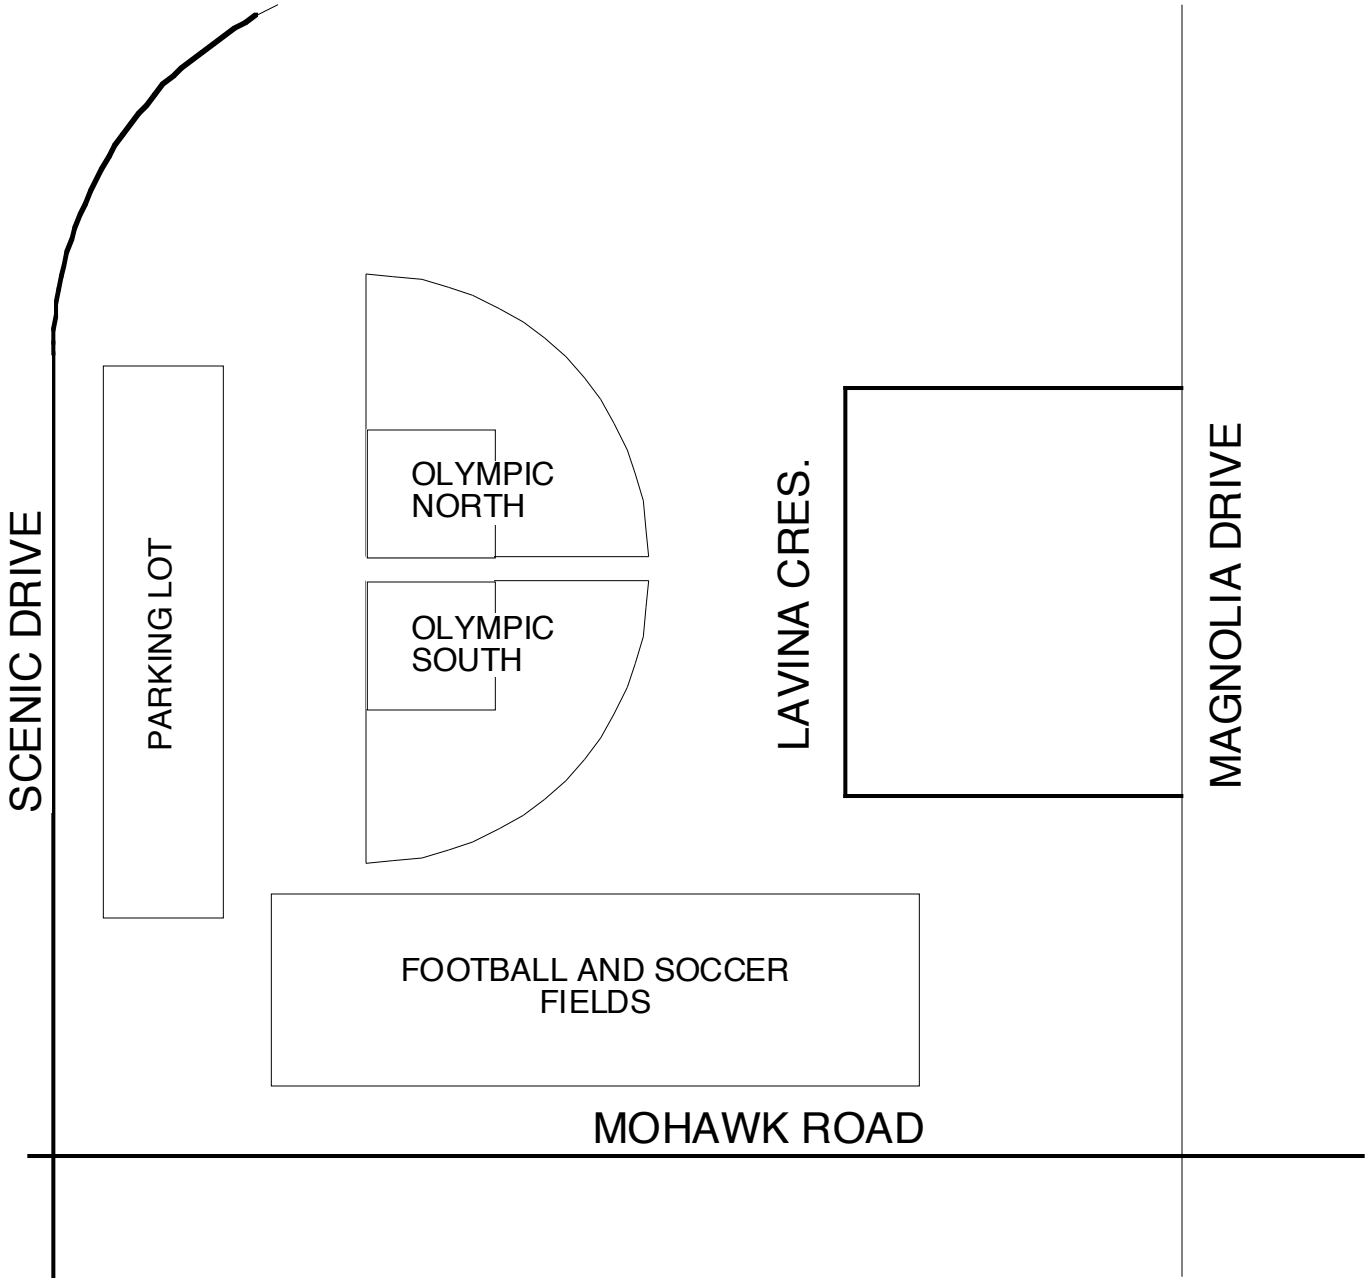 OLYMPIC
NORTH
OLYMPIC
SOUTH
SCENIC DRIVE
PARKING LOT
LAVINA CRES.
MAGNOLIA DRIVE
FOOTBALL AND SOCCER
FIELDS
MOHAWK ROAD